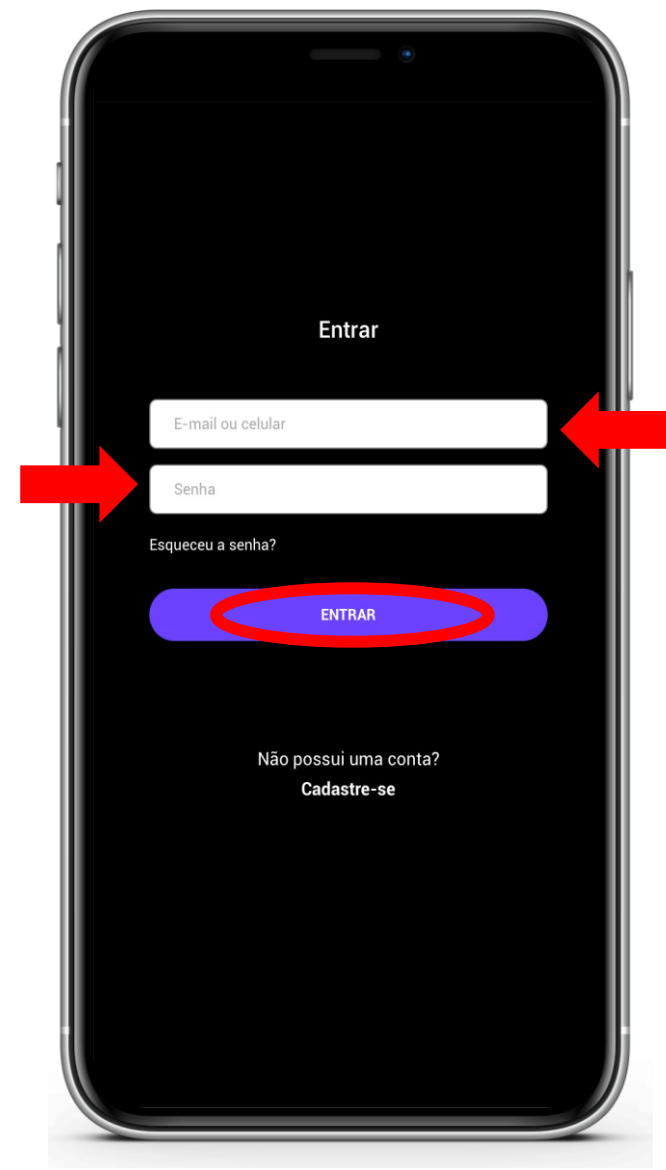 Entrar
E-mail ou celular
Senha
Esqueceu a senha?
ENTRAR
Não possui uma conta?
Cadastre-se